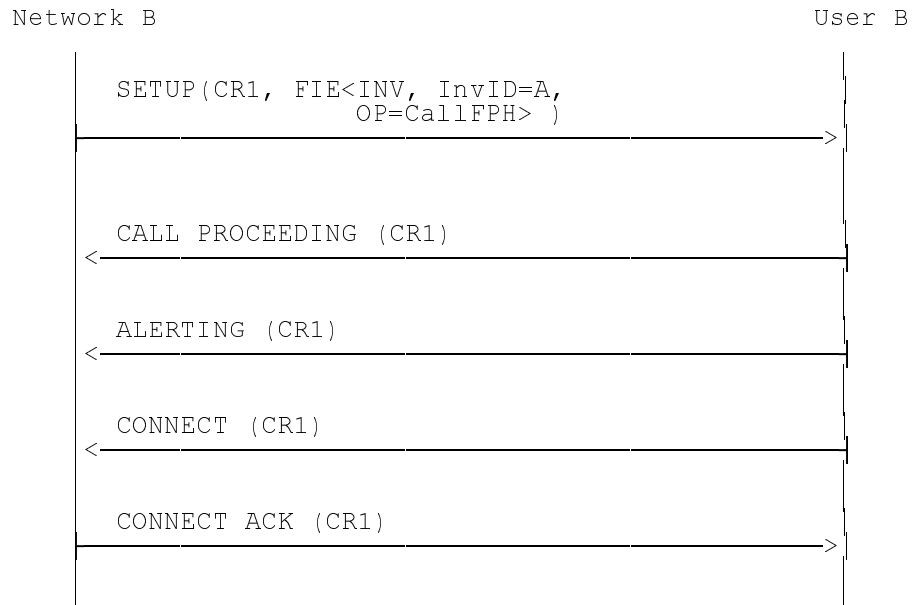 Network B User B
SETUP(CR1, FIE<INV, InvID=A,
OP=CallFPH> )
CALL PROCEEDING (CR1)
ALERTING (CR1)
CONNECT (CR1)
CONNECT ACK (CR1)